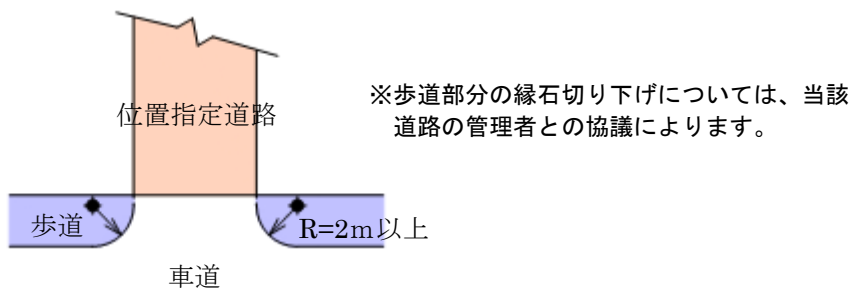 位置指定道路
※歩道部分の縁石切り下げについては、当該
道路の管理者との協議によります。
歩道
R=2m以上
車道